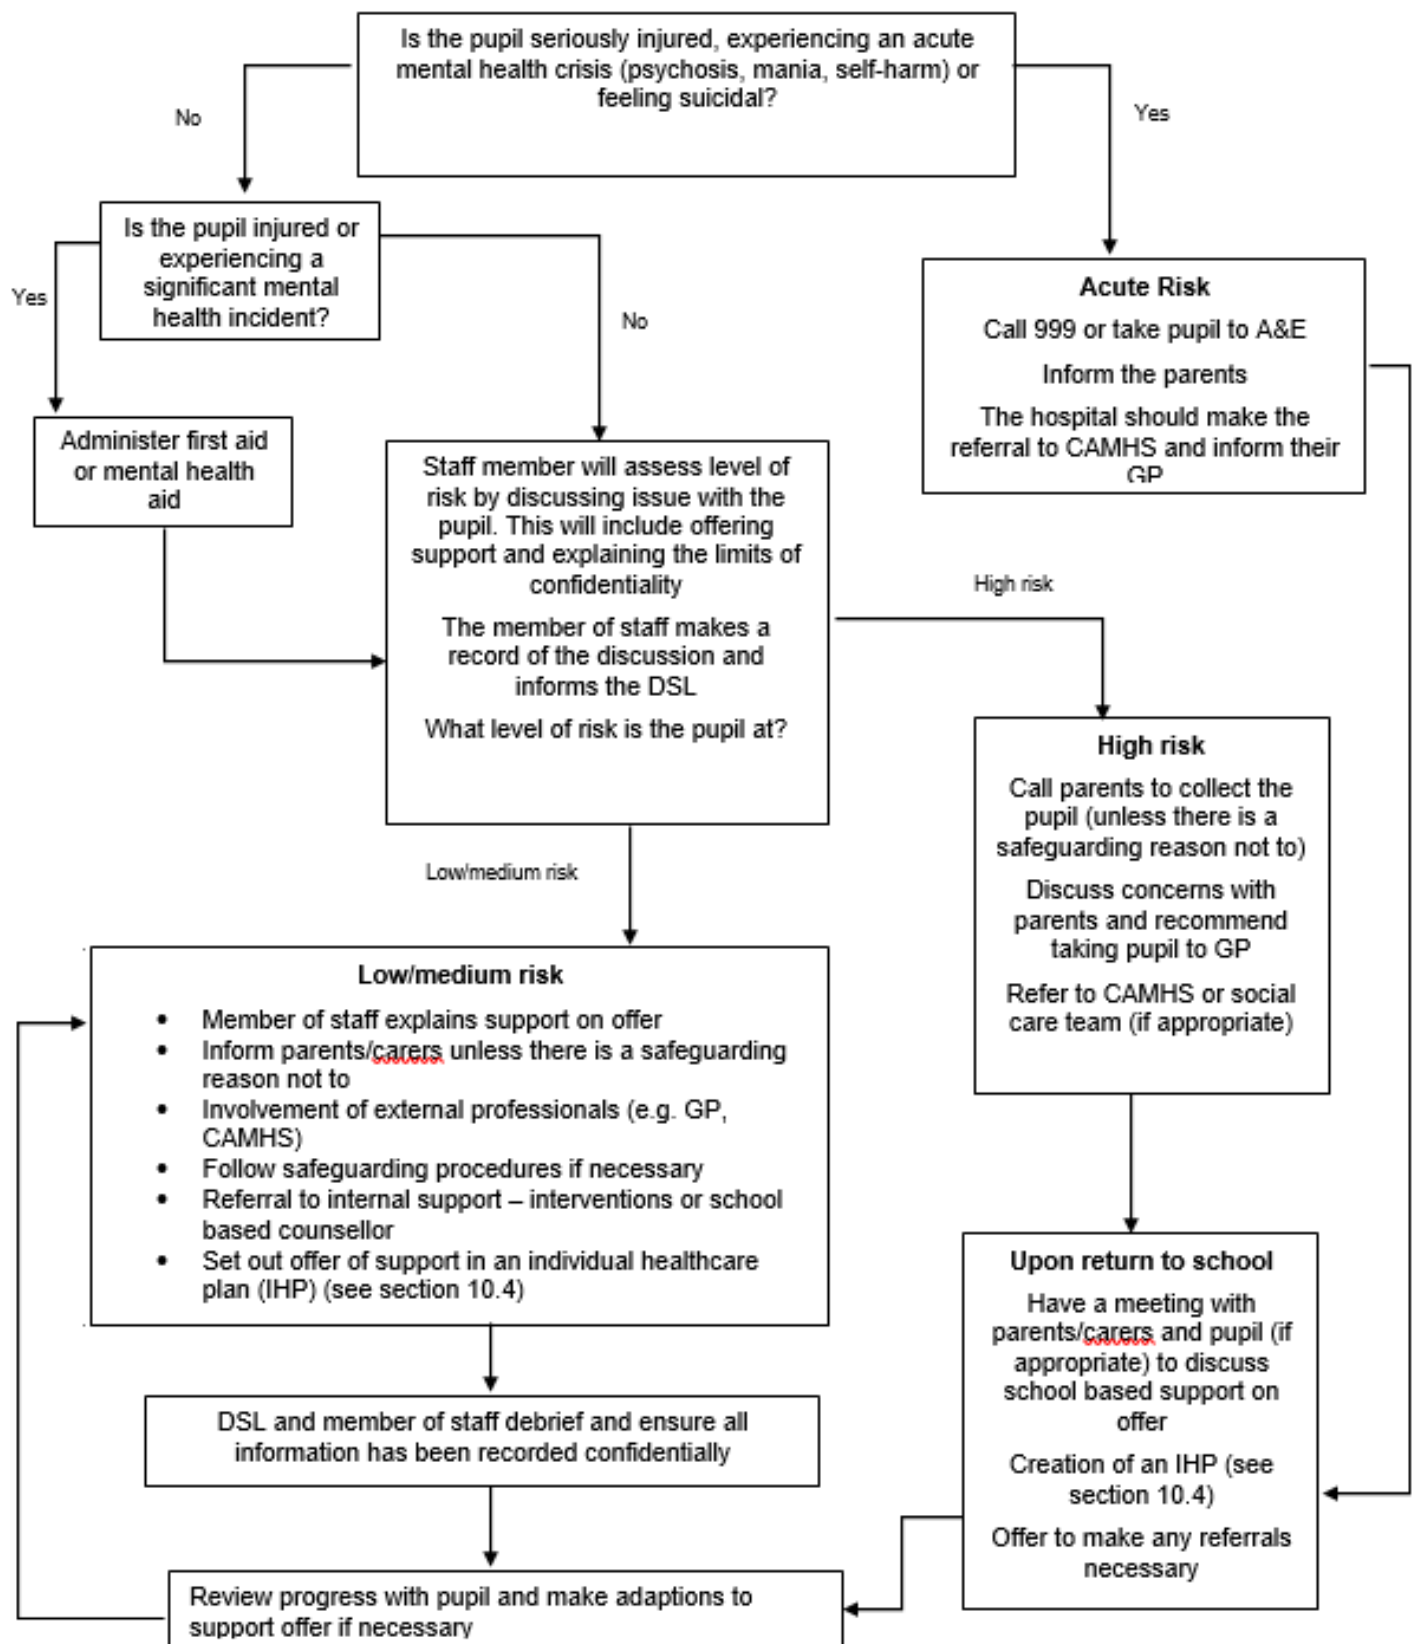 Is the pupil seriously injured, experiencing an acute
mental health crisis (psychosis, mania, self-harm) or
feeling suicidal?
No
Yes
Is the pupil injured or
experiencing a
significant mental
health incident?
Yes
No
Acute Risk
Call 999 or take pupil to A&E
Inform the parents
The hospital should make the
referral to CAMHS and inform their
GP
Administer first aid
or mental health
aid
Staff member will assess level of
risk by discussing issue with the
pupil. This will include offering
support and explaining the limits of
confidentiality
The member of staff makes a
record of the discussion and
informs the DSL
What level of risk is the pupil at?
High risk
High risk
Call parents to collect the
pupil (unless there is a
safeguarding reason not to)
Discuss concerns with
parents and recommend
taking pupil to GP
Refer to CAMHS or social
care team (if appropriate)
Low/medium risk
Low/medium risk
• Member of staff explains support on offer
• Inform parents/carers unless there is a safeguarding
reason not to
• Involvement of external professionals (e.g. GP,
CAMHS)
• Follow safeguarding procedures if necessary
• Referral to internal support – interventions or school
based counsellor
• Set out offer of support in an individual healthcare
plan (IHP) (see section 10.4)
Upon return to school
Have a meeting with
parents/carers and pupil (if
appropriate) to discuss
school based support on
offer
Creation of an IHP (see
section 10.4)
Offer to make any referrals
necessary
DSL and member of staff debrief and ensure all
information has been recorded confidentially
Review progress with pupil and make adaptions to
support offer if necessary